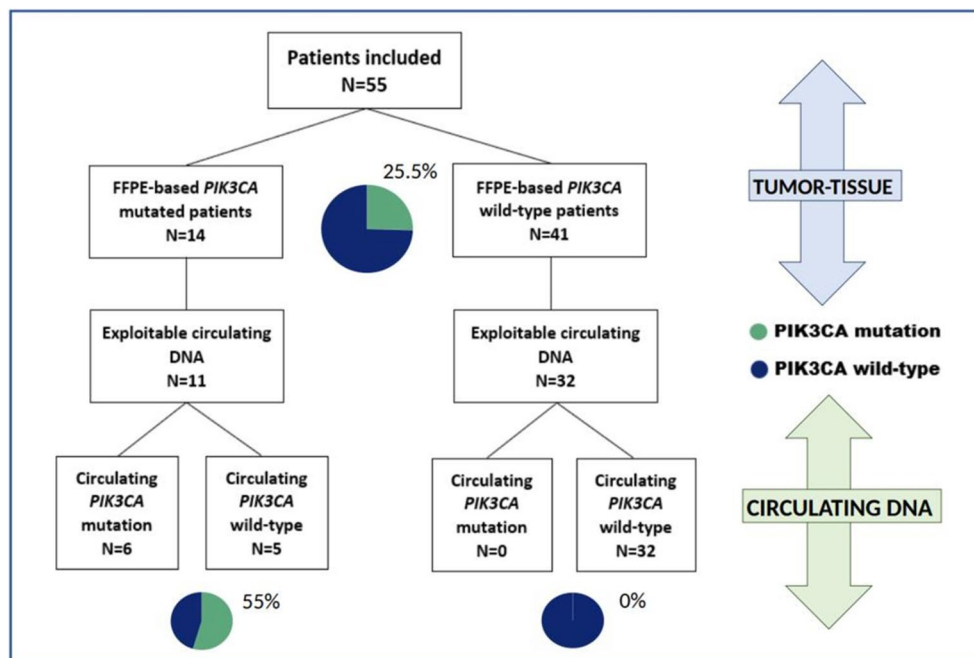 Patients included
N=55
25.5%
FFPE-based PIK3CA
mutated patients
N=14
FFPE-based PIK3CA
wild-type patients
N=41
TUMOR-TISSUE
Exploitable circulating
DNA
N=11
Exploitable circulating
DNA
N=32
PIK3CA mutation
PIK3CA wild-type
Circulating
PIK3CA
mutation
N=6
Circulating
PIK3CA
wild-type
N=5
Circulating
PIK3CA
mutation
N=0
Circulating
PIK3CA
wild-type
N=32
CIRCULATING DNA
55%
0%